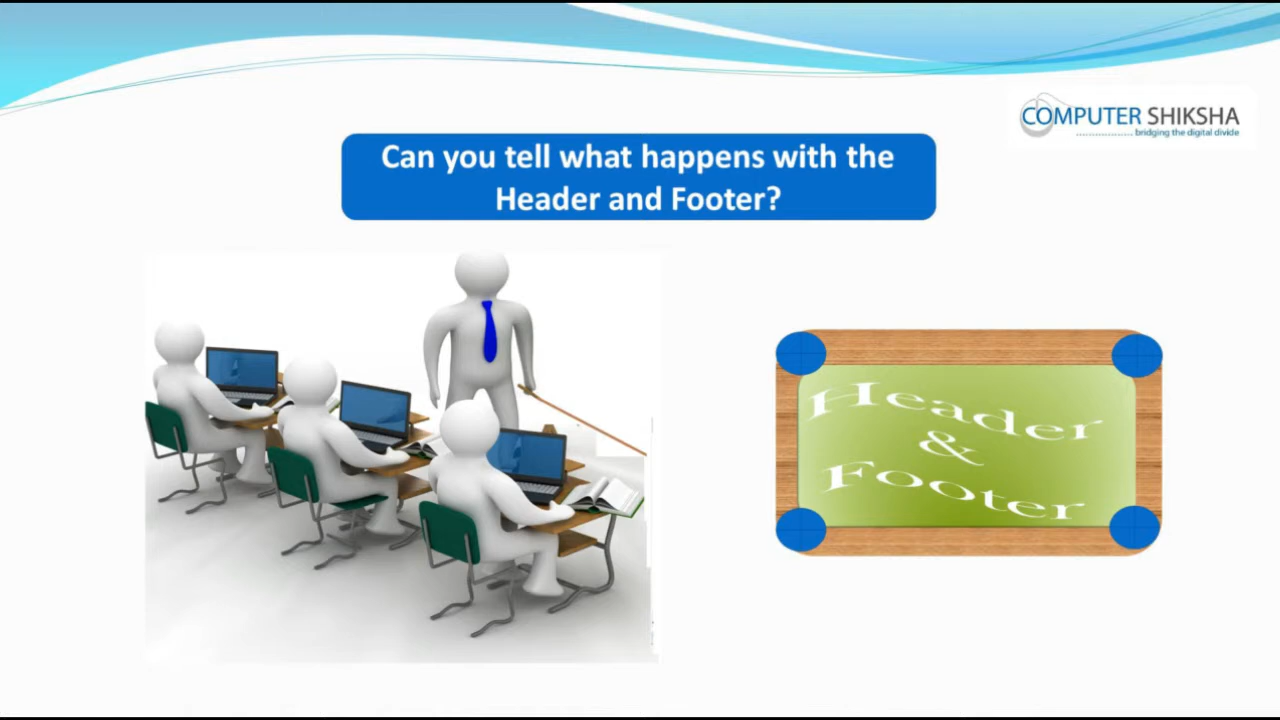 COMPUTER SHIKSHA
bridging the digital divide
Can you tell what happens with the
Header and Footer?
Header
&
Footer